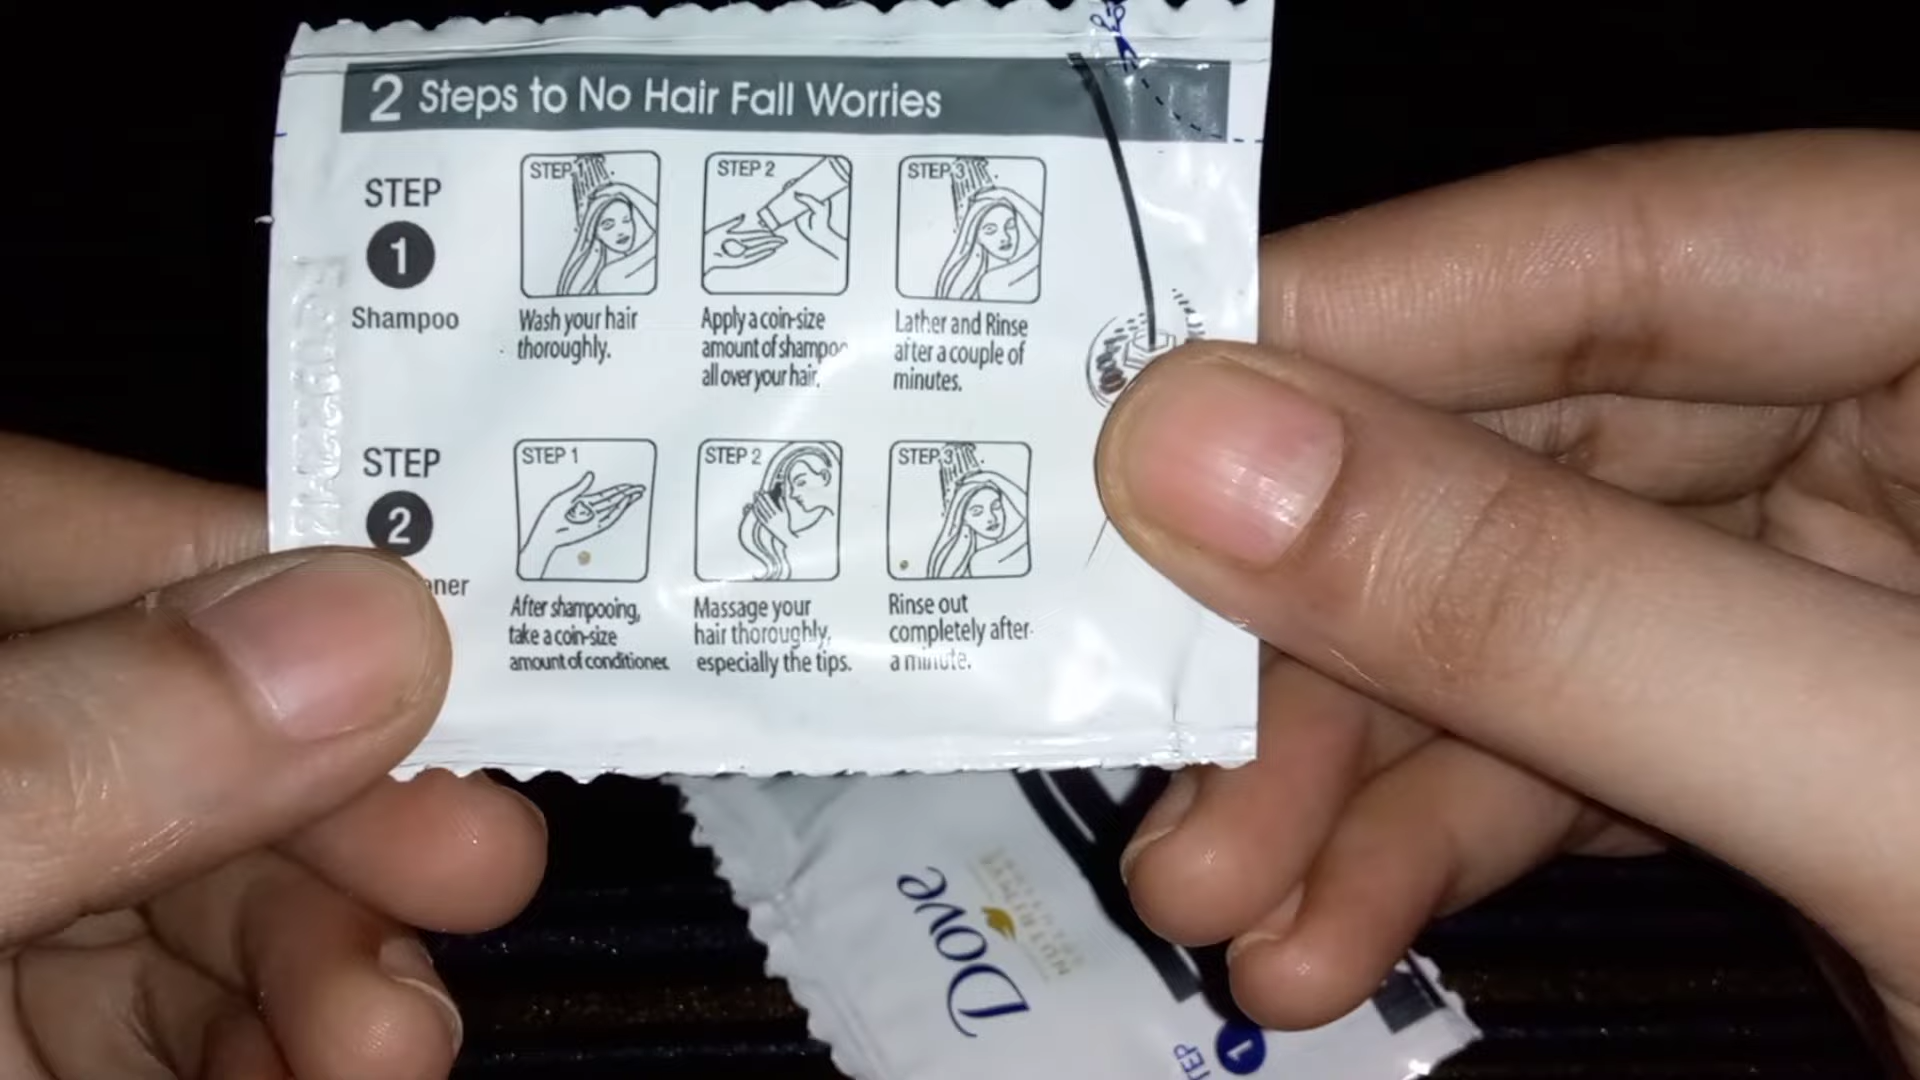 2 Steps to No Hair Fall Worries
STEP
1
Shampoo
STEP 1
Wash your hair
thoroughly.
STEP 2
Apply a coin-size
amount of shampoo
all over your hair.
STEP 3
Lather and Rinse
after a couple of
minutes.
STEP
2
STEP 1
After shampooing,
take a coin-size
amount of conditioner.
STEP 2
Massage your
hair thoroughly,
especially the tips.
STEP 3
Rinse out
completely after
a minute.
Dove
1